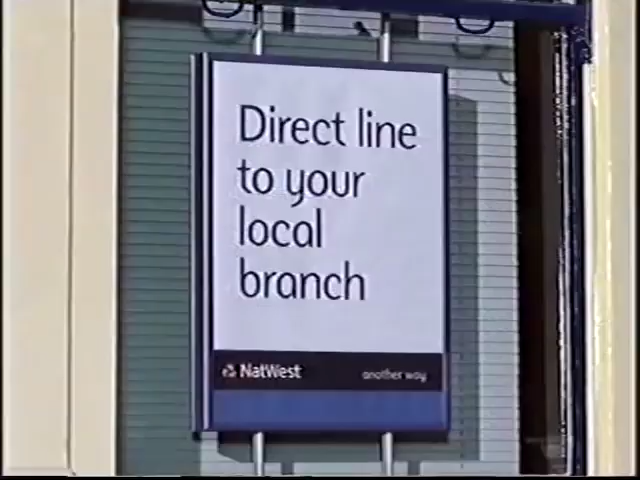 Direct line
to your
local
branch
NatWest
another way